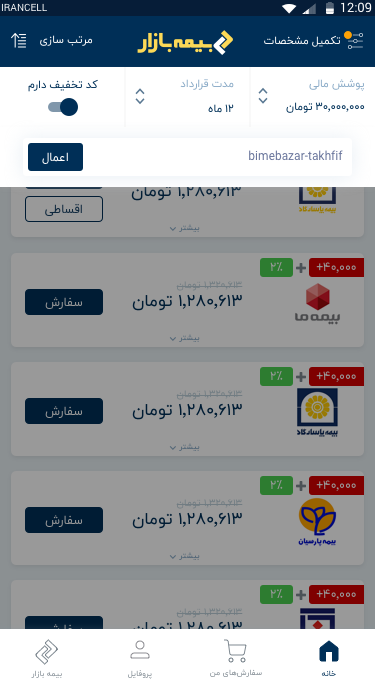 IRANCELL 12:09
تکمیل مشخصات
بیمه بازار
مرتب سازی
پوشش مالی
۳۰,۰۰۰,۰۰۰ تومان
مدت قرارداد
۱۲ ماه
کد تخفیف دارم
bimebazar-takhfif
اعمال
۱,۲۸۰,۶۱۳ تومان
بیمه پاسارگاد
اقساطی
بیشتر
+۴۰,۰۰۰ + ۲٪
۱,۳۲۰,۶۱۳
۱,۲۸۰,۶۱۳ تومان
سفارش
بیمه ما
بیشتر
+۴۰,۰۰۰ + ۲٪
۱,۳۲۰,۶۱۳
۱,۲۸۰,۶۱۳ تومان
سفارش
بیمه پاسارگاد
بیشتر
+۴۰,۰۰۰ + ۲٪
۱,۳۲۰,۶۱۳
۱,۲۸۰,۶۱۳ تومان
سفارش
بیمه پارسیان
بیشتر
+۴۰,۰۰۰ + ۲٪
۱,۳۲۰,۶۱۳
۱,۲۸۰,۶۱۳ تومان
سفارش
خانه
سفارش‌های من
پروفایل
بیمه بازار